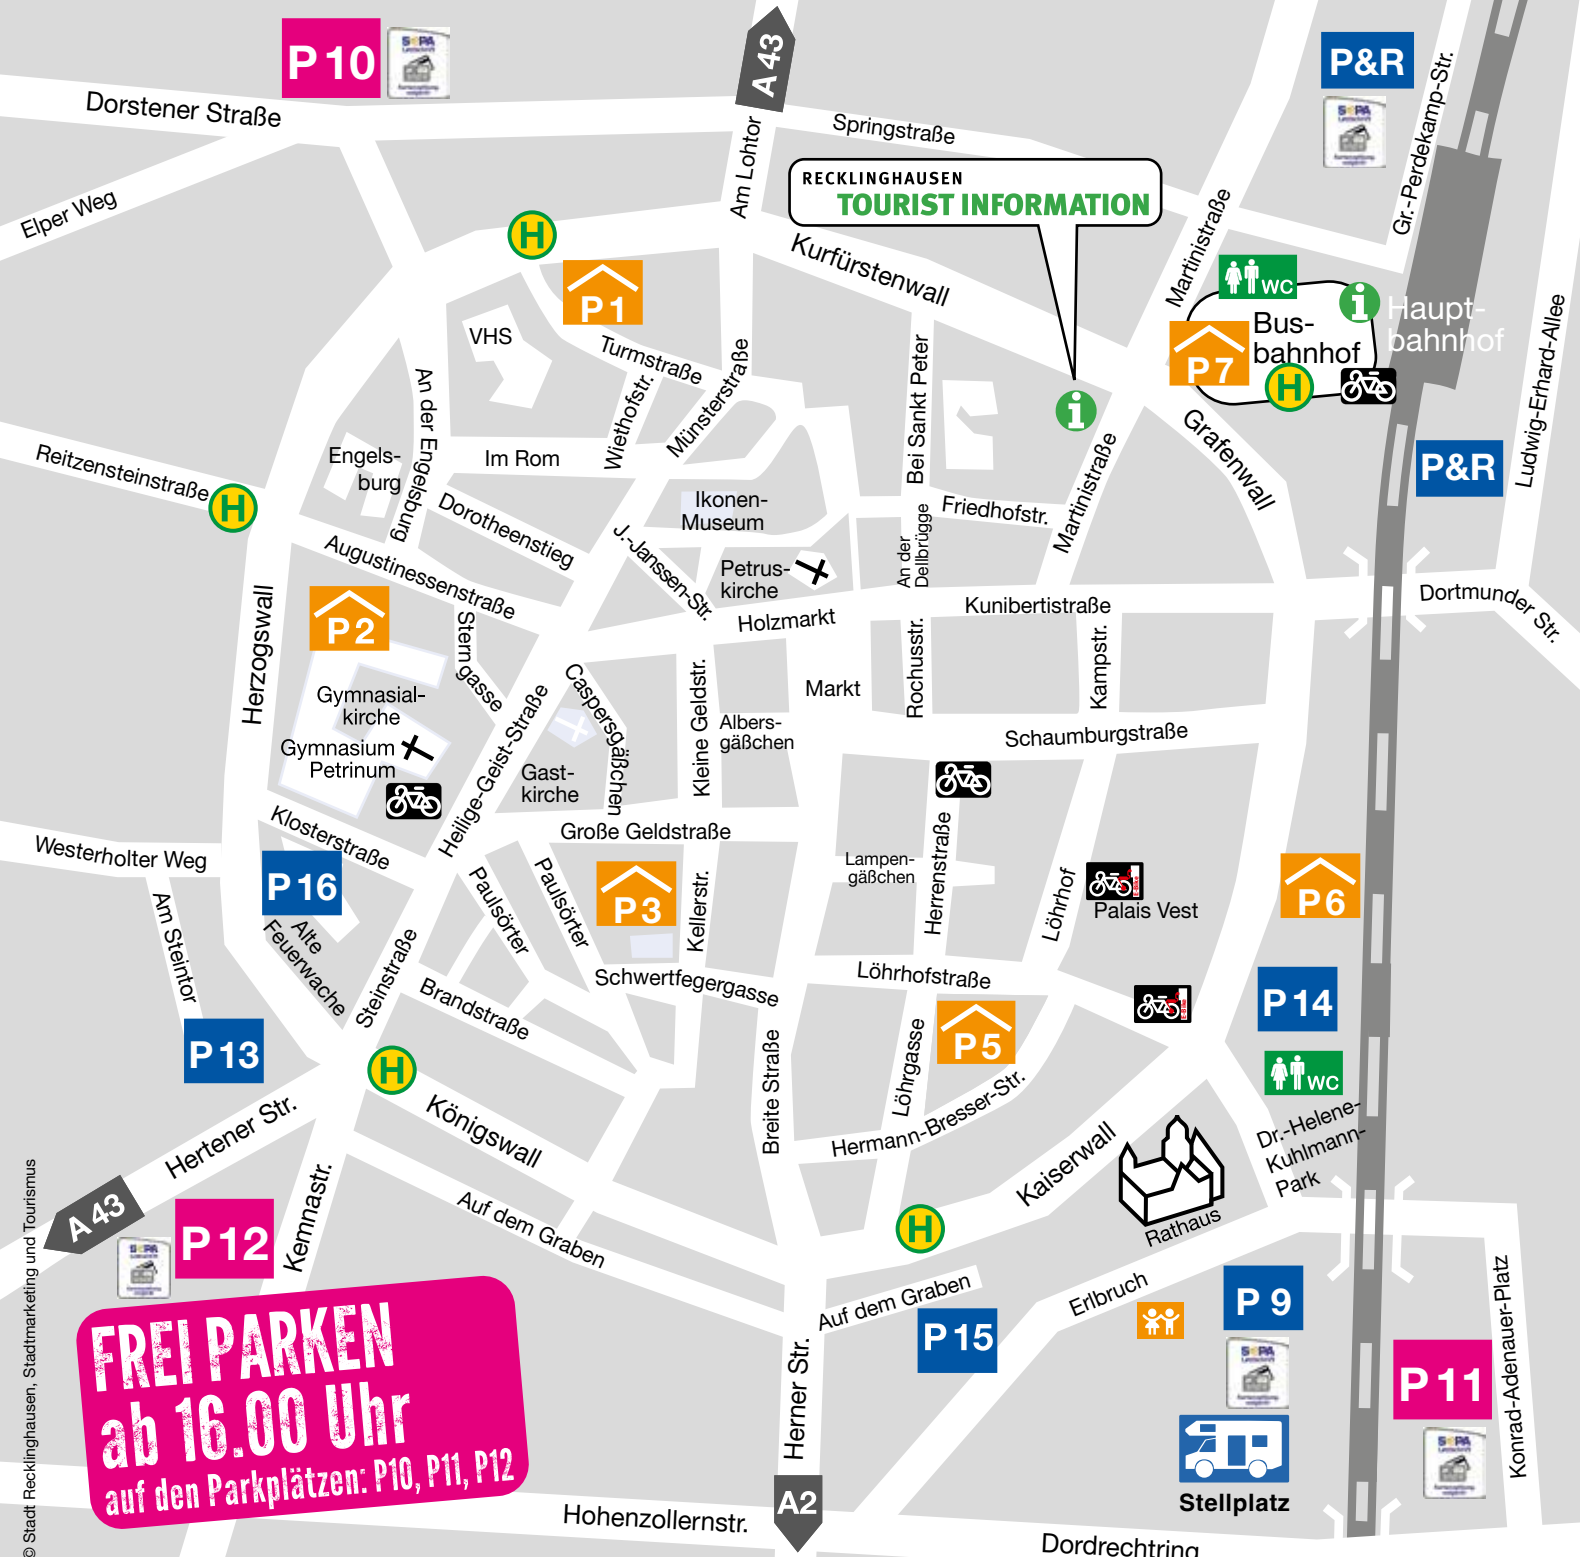 P 10
SEPA
A 43
P&R
SEPA
Dorstener Straße
Springstraße
Gr.-Perdekamp-Str.
Am Lohtor
RECKLINGHAUSEN
TOURIST INFORMATION
Elper Weg
H
Kurfürstenwall
Martinistraße
WC
i
Haupt-
bahnhof
Bus-
bahnhof
P 7
H
P 1
VHS
Turmstraße
Wiethofstr.
Münsterstraße
Bei Sankt Peter
i
Ludwig-Erhard-Allee
An der Engelsburg
Engels-
burg
Im Rom
Reitzensteinstraße
H
Grafenwall
P&R
Martinistraße
Ikonen-
Museum
Friedhofstr.
Dorotheenstieg
J.-Janssen-Str.
An der
Dellbrügge
Augustinessenstraße
Petrus-
kirche
Holzmarkt
Kunibertistraße
Dortmunder Str.
P 2
Herzogswall
Sterngasse
Gymnasial-
kirche
Gymnasium
Petrinum
Caspersgäßchen
Kleine Geldstr.
Markt
Rochusstr.
Kampstr.
Albers-
gäßchen
Schaumburgstraße
Heilige-Geist-Straße
Gast-
kirche
Klosterstraße
Große Geldstraße
Westerholter Weg
P 16
Paulsörter
Paulsörter
P 3
Kellerstr.
Lampen-
gäßchen
Herrenstraße
Löhrhof
E-Bike
Palais Vest
P 6
Am Steintor
Alte
Feuerwache
Steinstraße
Brandstraße
Schwertfegergasse
Löhrhofstraße
E-Bike
P 14
P 13
H
P 5
Löhrgasse
Breite Straße
WC
Hertener Str.
Königswall
Hermann-Bresser-Str.
Kaiserwall
Dr.-Helene-
Kuhlmann-
Park
A 43
Kemnastr.
Auf dem Graben
H
Rathaus
P 12
SEPA
Auf dem Graben
Erlbruch
P 15
P 9
SEPA
P 11
SEPA
Konrad-Adenauer-Platz
FREI PARKEN
ab 16.00 Uhr
auf den Parkplätzen: P10, P11, P12
Herner Str.
A2
Stellplatz
Hohenzollernstr.
Dordrechtring
© Stadt Recklinghausen, Stadtmarketing und Tourismus